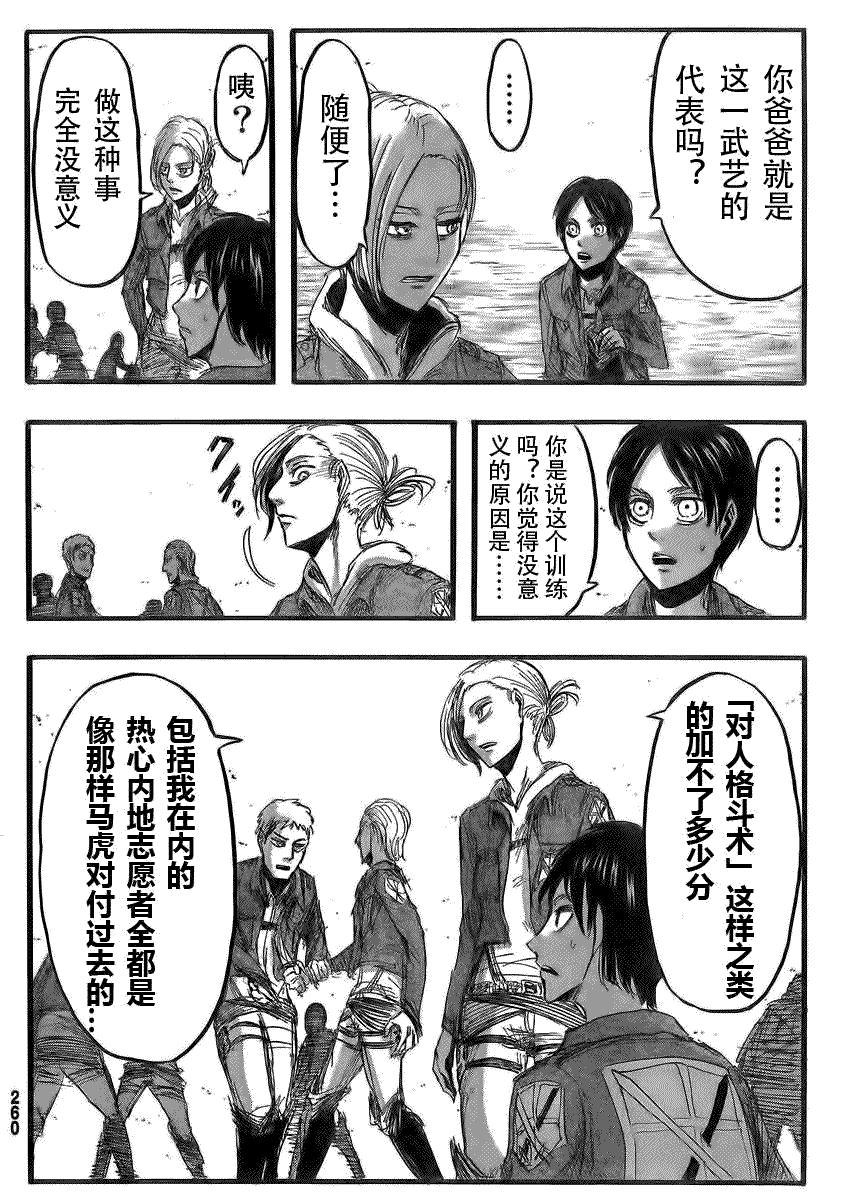 你爸爸就是
这一武艺的
代表吗？
……
随便了…
咦？
做这种事
完全没意义
……
你是说这个训练
吗？你觉得没意
义的原因是……
クィッ
「对人格斗术」这样之类
的加不了多少分
包括我在内的
热心内地志愿者全都是
像那样马虎对付过去的…
260